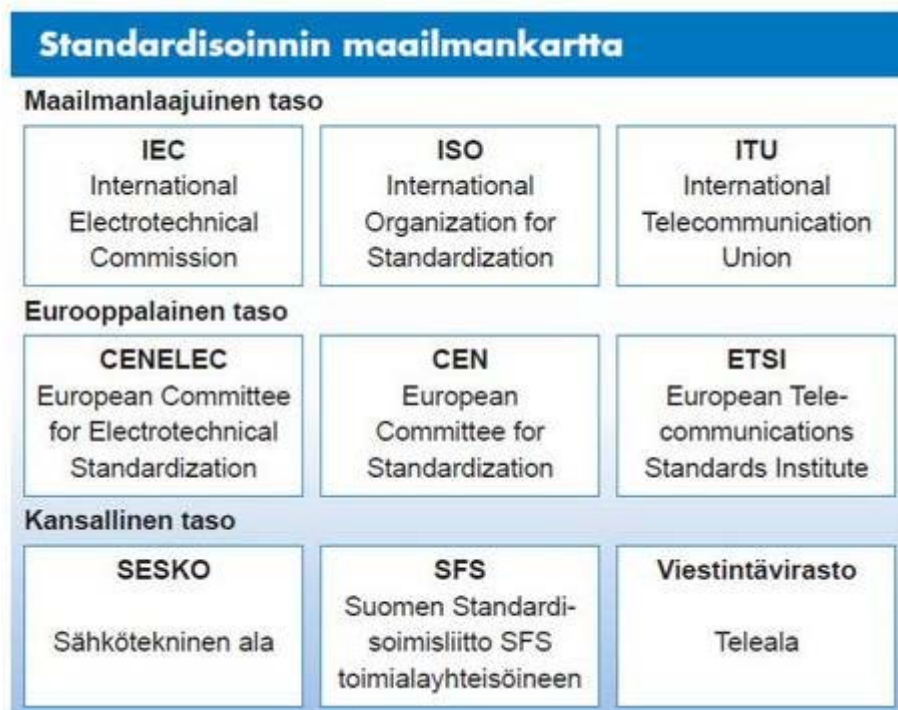 Standardisoinnin maailmankartta
Maailmanlaajuinen taso
IEC
International
Electrotechnical
Commission
ISO
International
Organization for
Standardization
ITU
International
Telecommunication
Union
Eurooppalainen taso
CENELEC
European Committee
for Electrotechnical
Standardization
CEN
European
Committee for
Standardization
ETSI
European Tele-
communications
Standards Institute
Kansallinen taso
SESKO
Sähkötekninen ala
SFS
Suomen Standardi-
soimisliitto SFS
toimialayhteisöineen
Viestintävirasto
Teleala